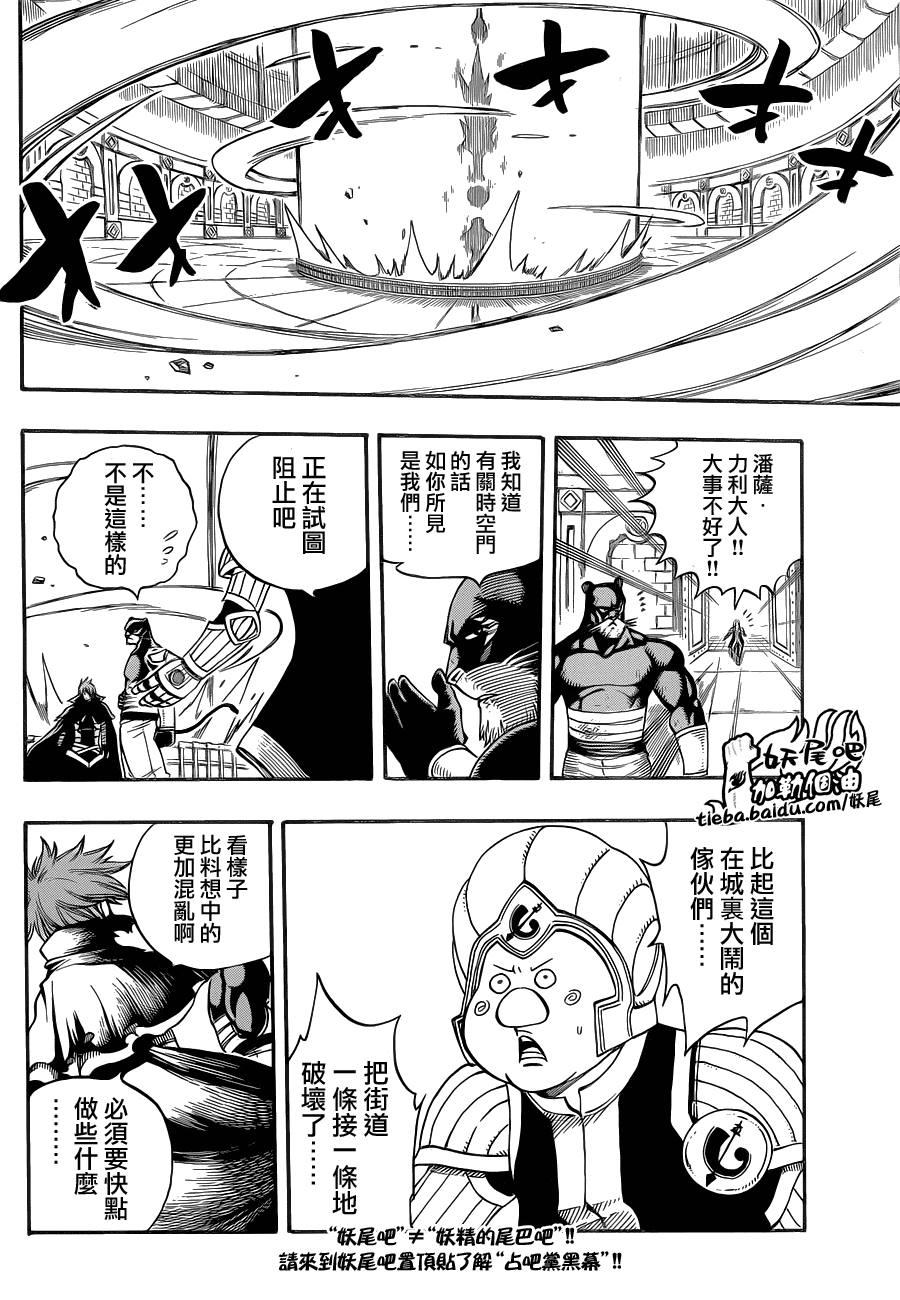 潘薩．
力利大人!!
大事不好了!!
我知道
有關時空門
的話
如你所見
是我們……
正在試圖
阻止吧
不……
不是這樣的
妖尾吧
加勒個油
tieba.baidu.com/妖尾
比起這個
在城裏大鬧的
傢伙們……
把街道
一條接一條地
破壞了……
看樣子
比料想中的
更加混亂啊
必須要快點
做些什麼
………
“妖尾吧”≠“妖精的尾巴吧”!!
請來到妖尾吧置頂貼了解“占吧黨黑幕”!!